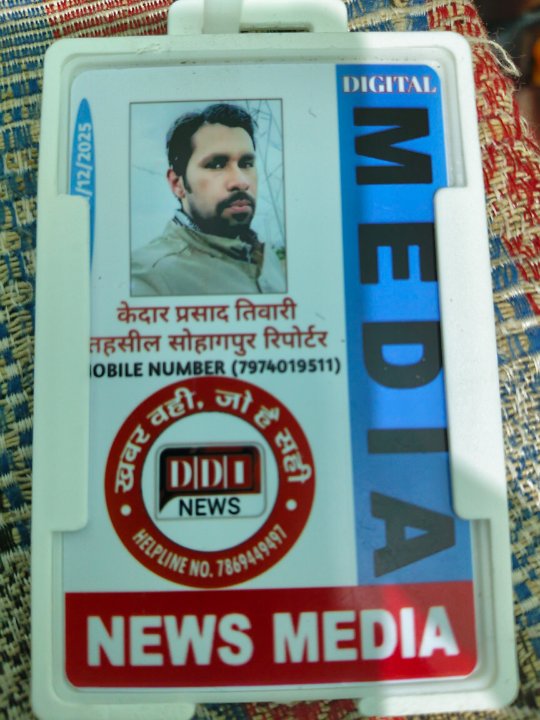 DIGITAL
MEDIA
/12/2025
केदार प्रसाद तिवारी
तहसील सोहागपुर रिपोर्टर
MOBILE NUMBER (7974019511)
खबर वही, जो है सही
DDI
NEWS
HELPLINE NO. 7869449497
NEWS MEDIA